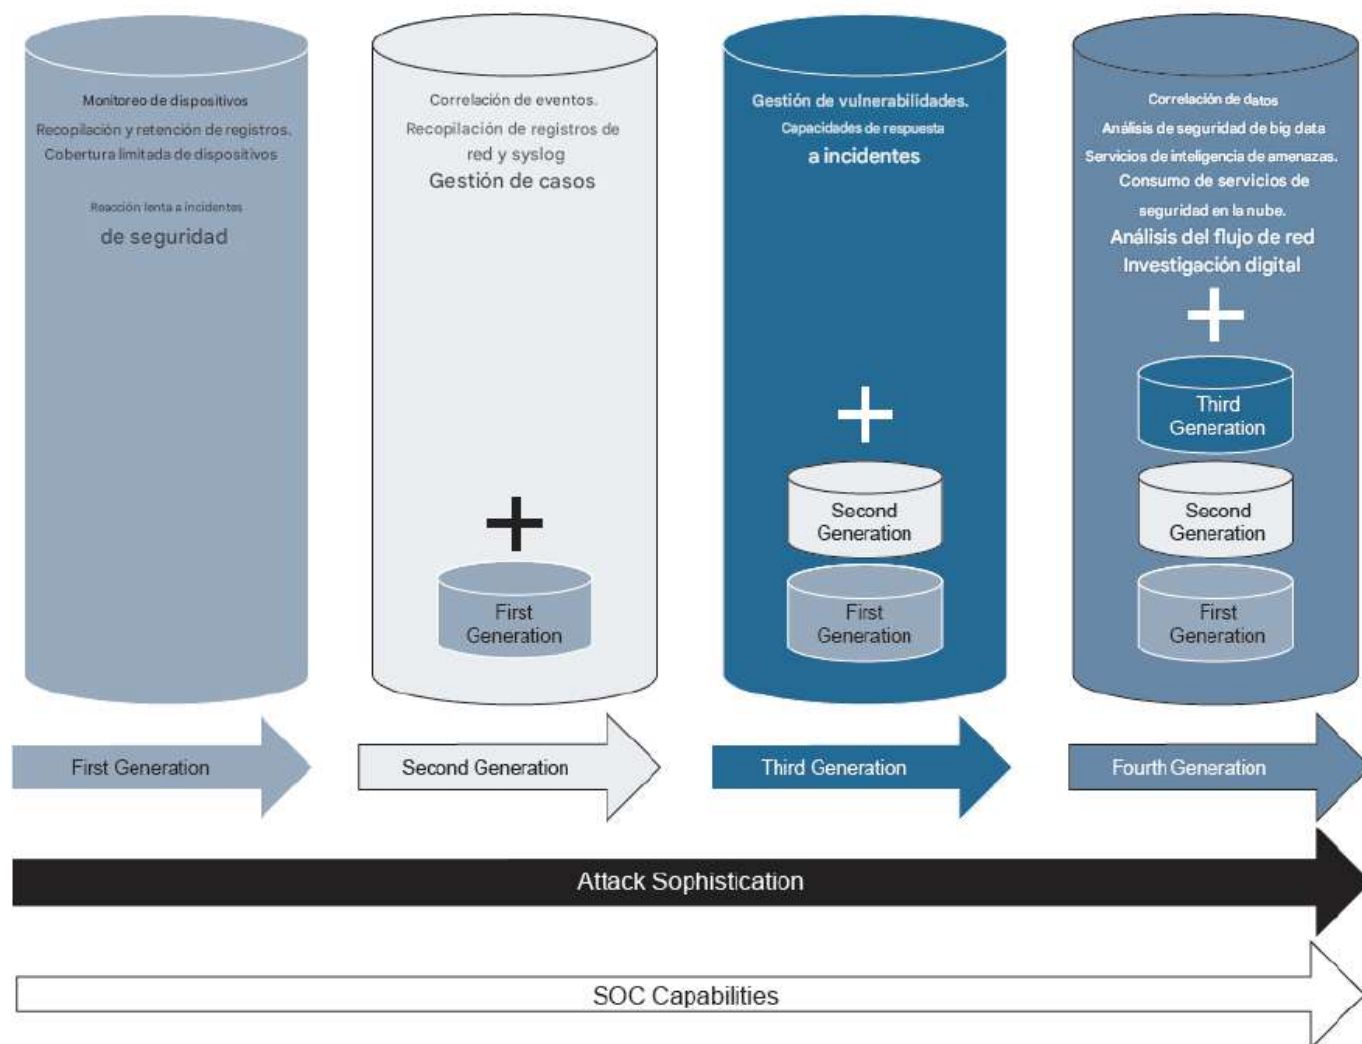 Monitoreo de dispositivos
Recopilación y retención de registros.
Cobertura limitada de dispositivos
Reacción lenta a incidentes
de seguridad
Correlación de eventos.
Recopilación de registros de
red y syslog
Gestión de casos
First
Generation
Gestión de vulnerabilidades.
Capacidades de respuesta
a incidentes
Second
Generation
First
Generation
Correlación de datos
Análisis de seguridad de big data
Servicios de inteligencia de amenazas.
Consumo de servicios de
seguridad en la nube.
Análisis del flujo de red
Investigación digital
Third
Generation
Second
Generation
First
Generation
First Generation
Second Generation
Third Generation
Fourth Generation
Attack Sophistication
SOC Capabilities